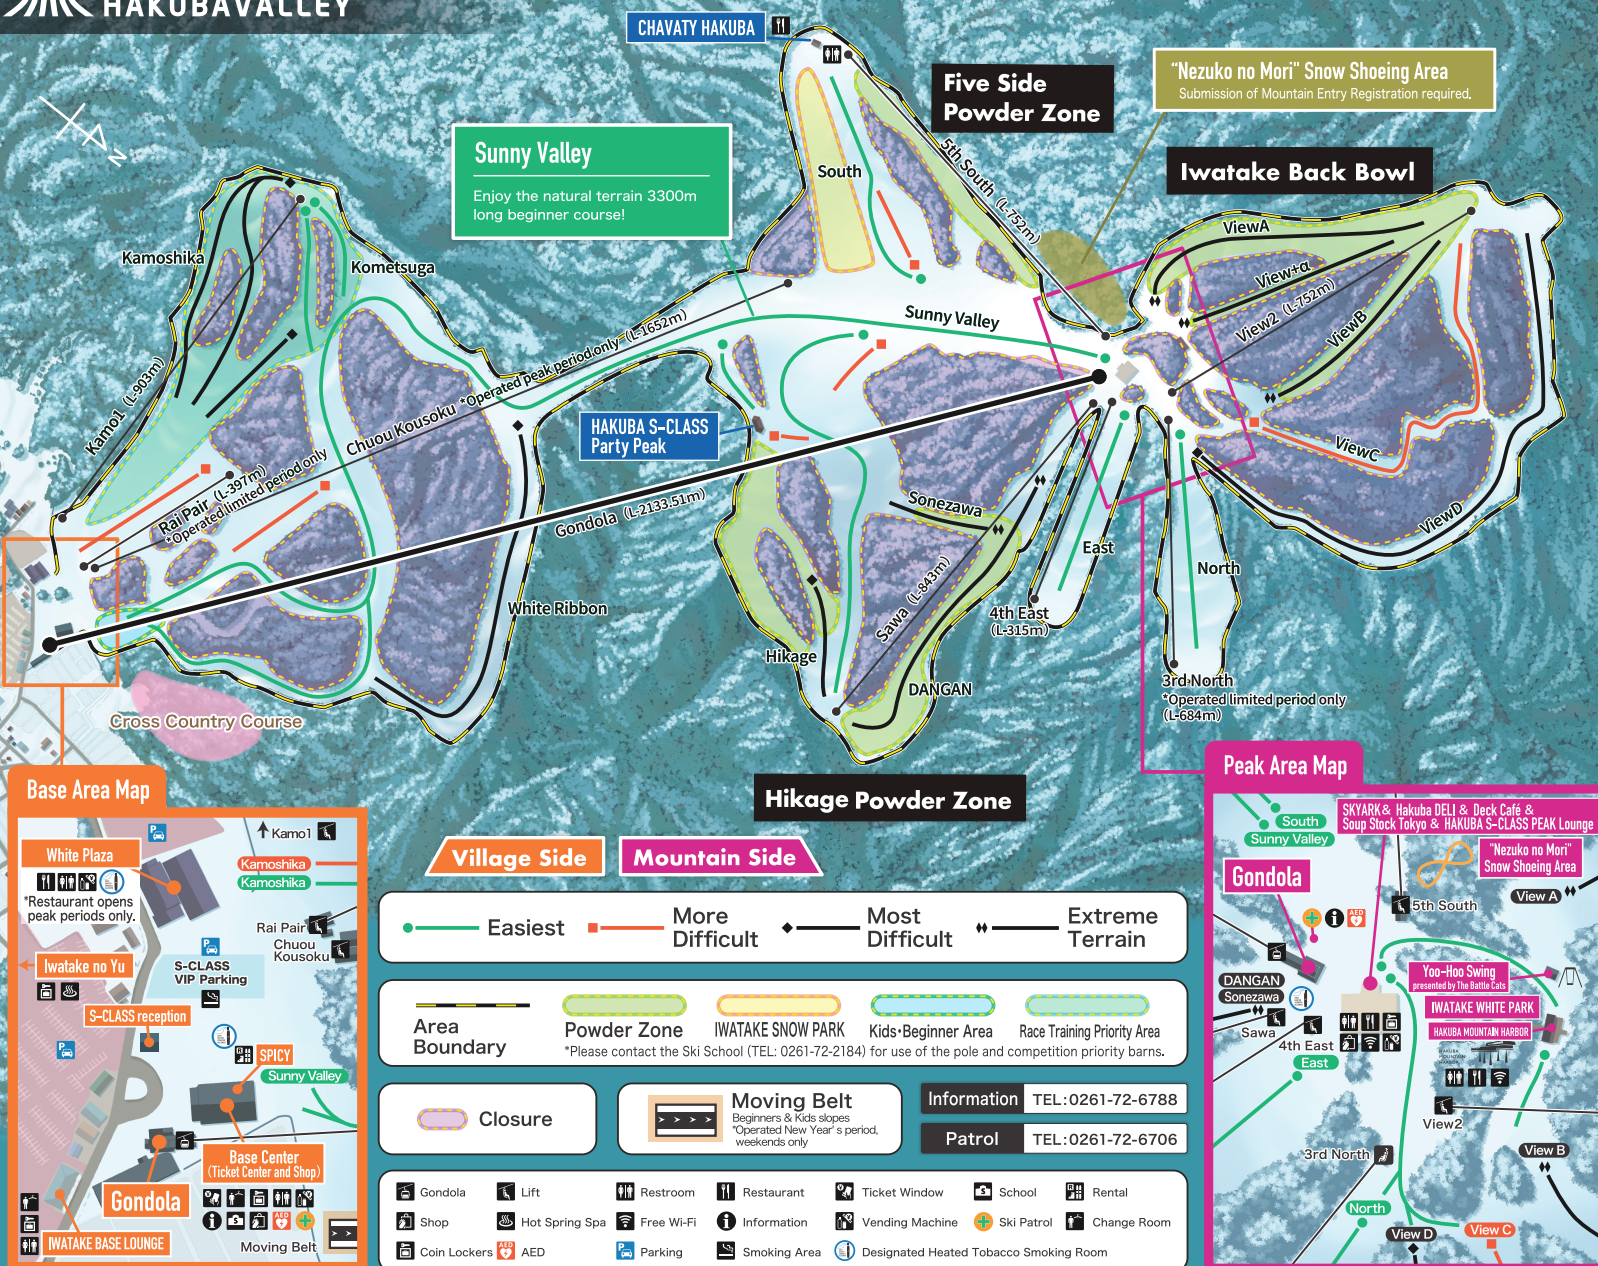 HAKUBAVALLEY
CHAVATY HAKUBA
Five Side
Powder Zone
"Nezuko no Mori" Snow Shoeing Area
Submission of Mountain Entry Registration required.
Iwatake Back Bowl
Sunny Valley
Enjoy the natural terrain 3300m
long beginner course!
N
South
5th South (L-752m)
ViewA
View+α
View2 (L-752m)
ViewB
ViewC
ViewD
Kamoshika
Kometsuga
Kamo1 (L-903m)
Chuou Kousoku *Operated peak period only (L-1652m)
Sunny Valley
Rai Pair (L-397m)
*Operated limited period only
HAKUBA S-CLASS
Party Peak
Gondola (L-2133.51m)
White Ribbon
Sonezawa
Sawa (L-843m)
East
4th East
(L-315m)
North
Hikage
DANGAN
3rd North
*Operated limited period only
(L-684m)
Cross Country Course
Hikage Powder Zone
Base Area Map
White Plaza
*Restaurant opens
peak periods only.
Kamo1
Kamoshika
Kamoshika
Rai Pair
Chuou
Kousoku
Iwatake no Yu
S-CLASS
VIP Parking
S-CLASS reception
SPICY
Sunny Valley
Base Center
(Ticket Center and Shop)
Gondola
IWATAKE BASE LOUNGE
Moving Belt
Village Side
Mountain Side
Easiest
More
Difficult
Most
Difficult
Extreme
Terrain
Area
Boundary
Powder Zone
IWATAKE SNOW PARK
Kids•Beginner Area
Race Training Priority Area
*Please contact the Ski School (TEL: 0261-72-2184) for use of the pole and competition priority barns.
Closure
Moving Belt
Beginners & Kids slopes
*Operated New Year's period,
weekends only
Information TEL:0261-72-6788
Patrol TEL:0261-72-6706
Gondola
Lift
Restroom
Restaurant
Ticket Window
School
Rental
Shop
Hot Spring Spa
Free Wi-Fi
Information
Vending Machine
Ski Patrol
Change Room
Coin Lockers
AED
Parking
Smoking Area
Designated Heated Tobacco Smoking Room
Peak Area Map
SKYARK & Hakuba DELI & Deck Café &
Soup Stock Tokyo & HAKUBA S-CLASS PEAK Lounge
South
Sunny Valley
"Nezuko no Mori"
Snow Shoeing Area
Gondola
View A
5th South
AED
Yoo-Hoo Swing
presented by The Battle Cats
DANGAN
Sonezawa
Sawa
IWATAKE WHITE PARK
HAKUBA MOUNTAIN HARBOR
4th East
East
HAKUBA
MOUNTAIN
HARBOR
View2
3rd North
View B
North
View D
View C